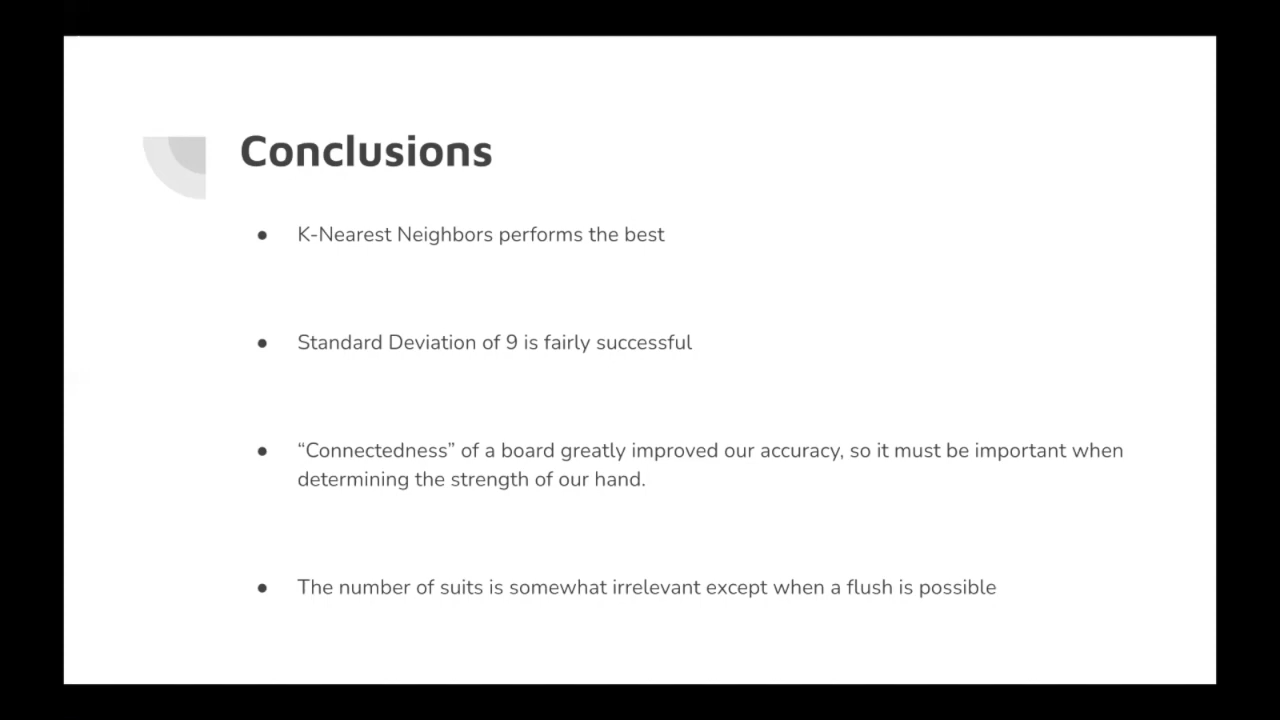 Conclusions
● K-Nearest Neighbors performs the best
● Standard Deviation of 9 is fairly successful
● “Connectedness” of a board greatly improved our accuracy, so it must be important when
determining the strength of our hand.
● The number of suits is somewhat irrelevant except when a flush is possible